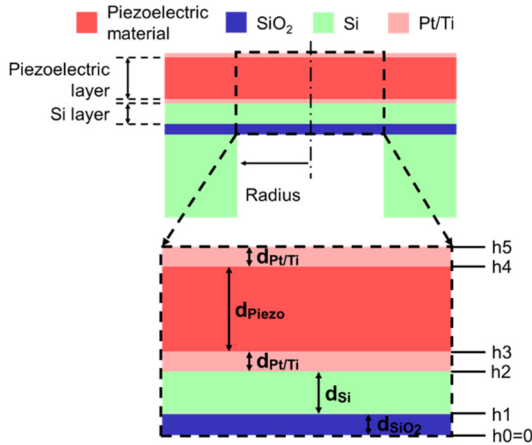 Piezoelectric
material
SiO₂
Si
Pt/Ti
Piezoelectric
layer
Si layer
Radius
dPt/Ti
dPiezo
dPt/Ti
dSi
dSiO₂
h5
h4
h3
h2
h1
h0=0